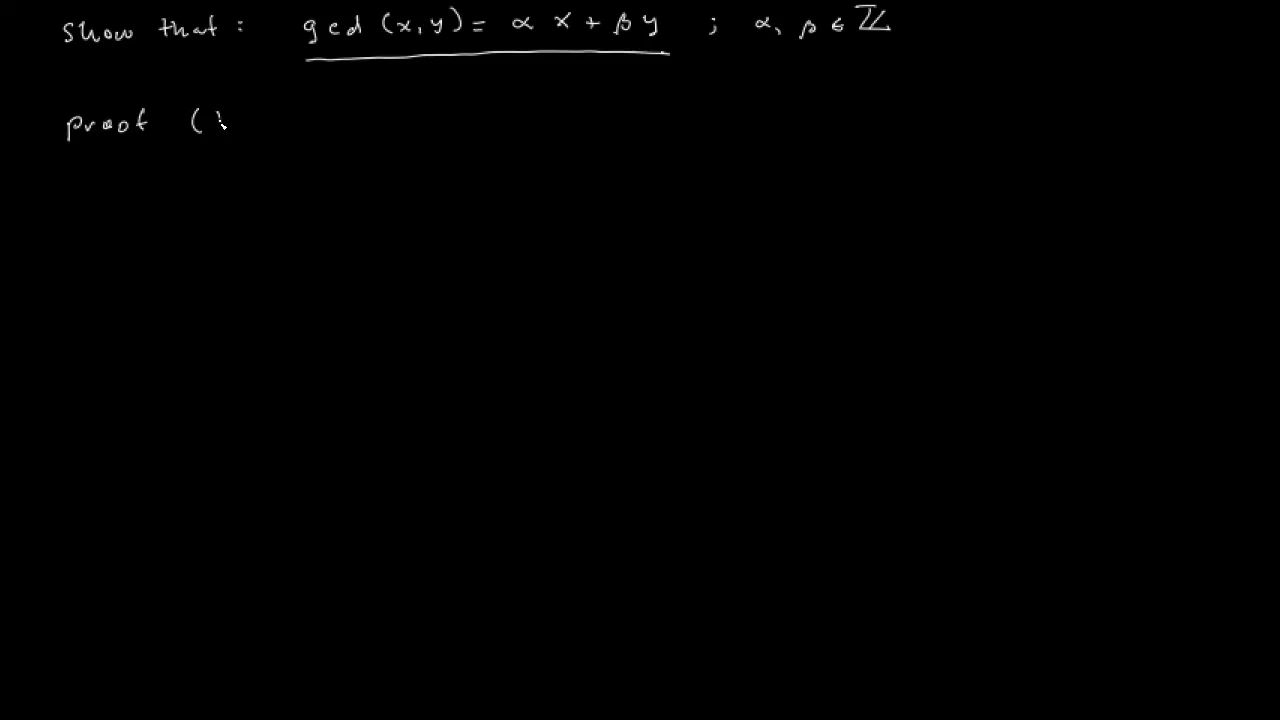 show that : gcd (x,y) = α x + β y ; α, β ∈ ℤ
proof (